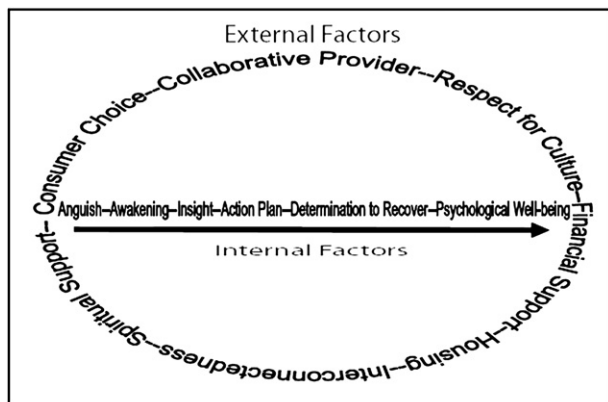 External Factors
Consumer Choice--Collaborative Provider--Respect for Culture--Financial Support--Housing--Interconnectedness--Spiritual Support--
Anguish--Awakening--Insight--Action Plan--Determination to Recover--Psychological Well-being
Internal Factors